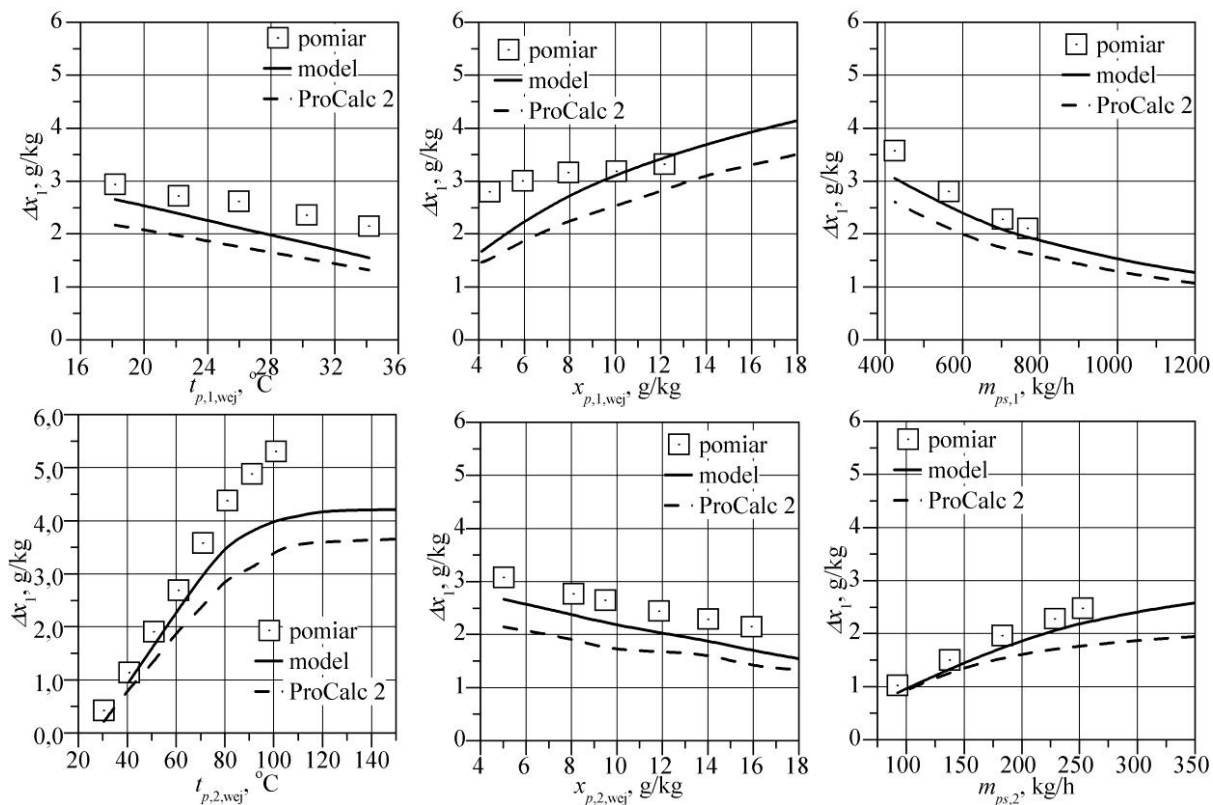 6
5
4
3
2
1
0
Δx1, g/kg
pomiar
model
ProCalc 2
16 20 24 28 32 36
tp,1,wej, °C
6
5
4
3
2
1
0
Δx1, g/kg
pomiar
model
ProCalc 2
4 6 8 10 12 14 16 18
xp,1,wej, g/kg
6
5
4
3
2
1
0
Δx1, g/kg
pomiar
model
ProCalc 2
400 600 800 1000 1200
mps,1, kg/h
6,0
5,0
4,0
3,0
2,0
1,0
0,0
Δx1, g/kg
pomiar
model
ProCalc 2
20 40 60 80 100 120 140
tp,2,wej, °C
6
5
4
3
2
1
0
Δx1, g/kg
pomiar
model
ProCalc 2
4 6 8 10 12 14 16 18
xp,2,wej, g/kg
6
5
4
3
2
1
0
Δx1, g/kg
pomiar
model
ProCalc 2
100 150 200 250 300 350
mps,2, kg/h